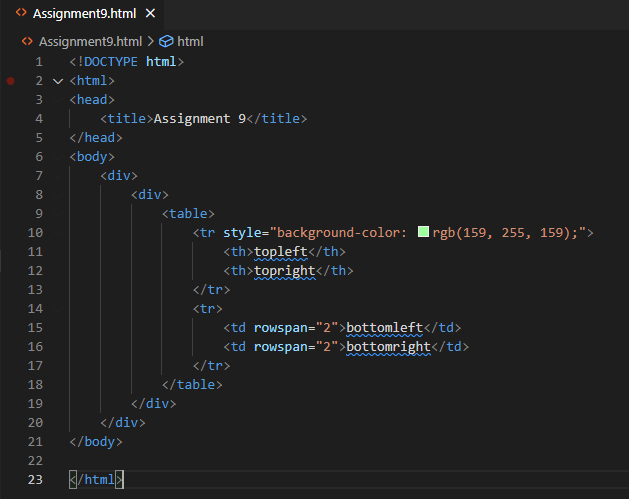 Assignment9.html
Assignment9.html > html
1 <!DOCTYPE html>
2 <html>
3 <head>
4     <title>Assignment 9</title>
5 </head>
6 <body>
7     <div>
8         <div>
9             <table>
10                 <tr style="background-color: rgb(159, 255, 159);">
11                     <th>topleft</th>
12                     <th>topright</th>
13                 </tr>
14                 <tr>
15                     <td rowspan="2">bottomleft</td>
16                     <td rowspan="2">bottomright</td>
17                 </tr>
18             </table>
19         </div>
20     </div>
21 </body>
22
23 </html>